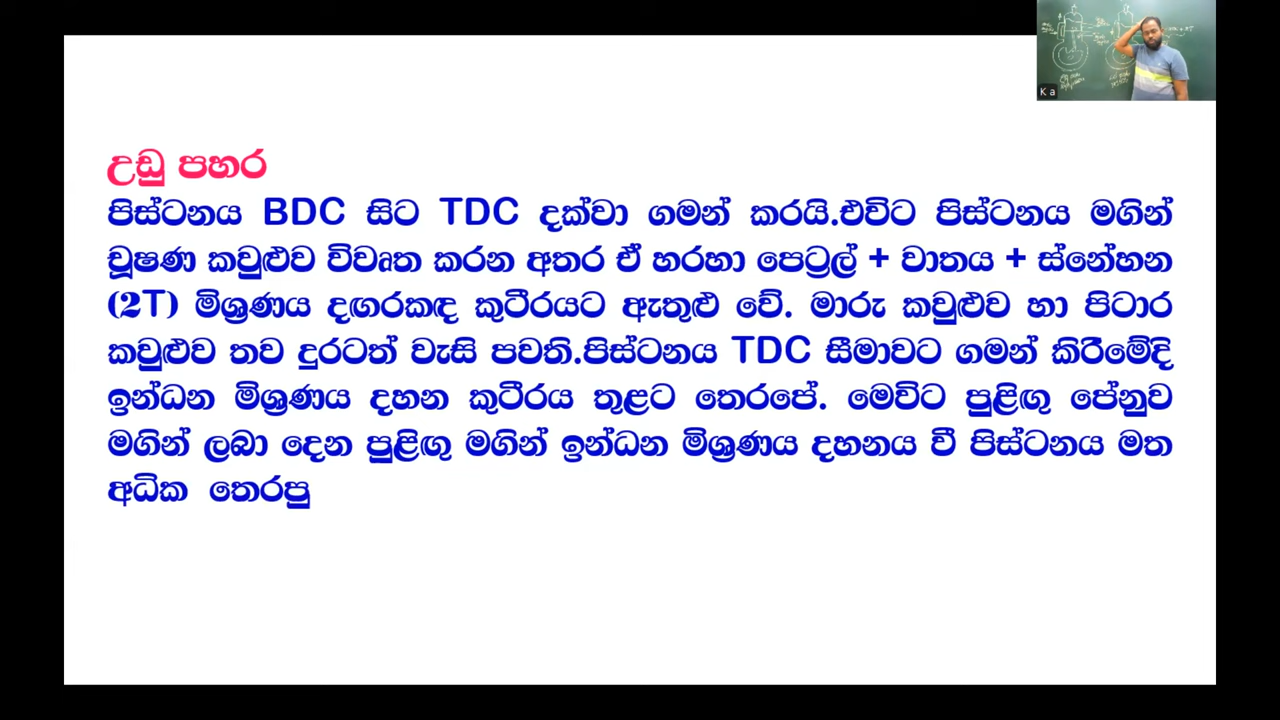 උඩු පහර
පිස්ටනය BDC සිට TDC දක්වා ගමන් කරයි.එවිට පිස්ටනය මගින්
චූෂණ කවුළුව විවෘත කරන අතර ඒ හරහා පෙට්‍රල් + වාතය + ස්නේහන
(2T) මිශ්‍රණය දඟරකඳ කුටීරයට ඇතුළු වේ. මාරු කවුළුව හා පිටාර
කවුළුව තව දුරටත් වැසි පවති.පිස්ටනය TDC සීමාවට ගමන් කිරීමේදි
ඉන්ධන මිශ්‍රණය දහන කුටීරය තුළට තෙරපේ. මෙවිට පුළිඟු පේනුව
මගින් ලබා දෙන පුළිඟු මගින් ඉන්ධන මිශ්‍රණය දහනය වී පිස්ටනය මත
අධික තෙරපු
K a